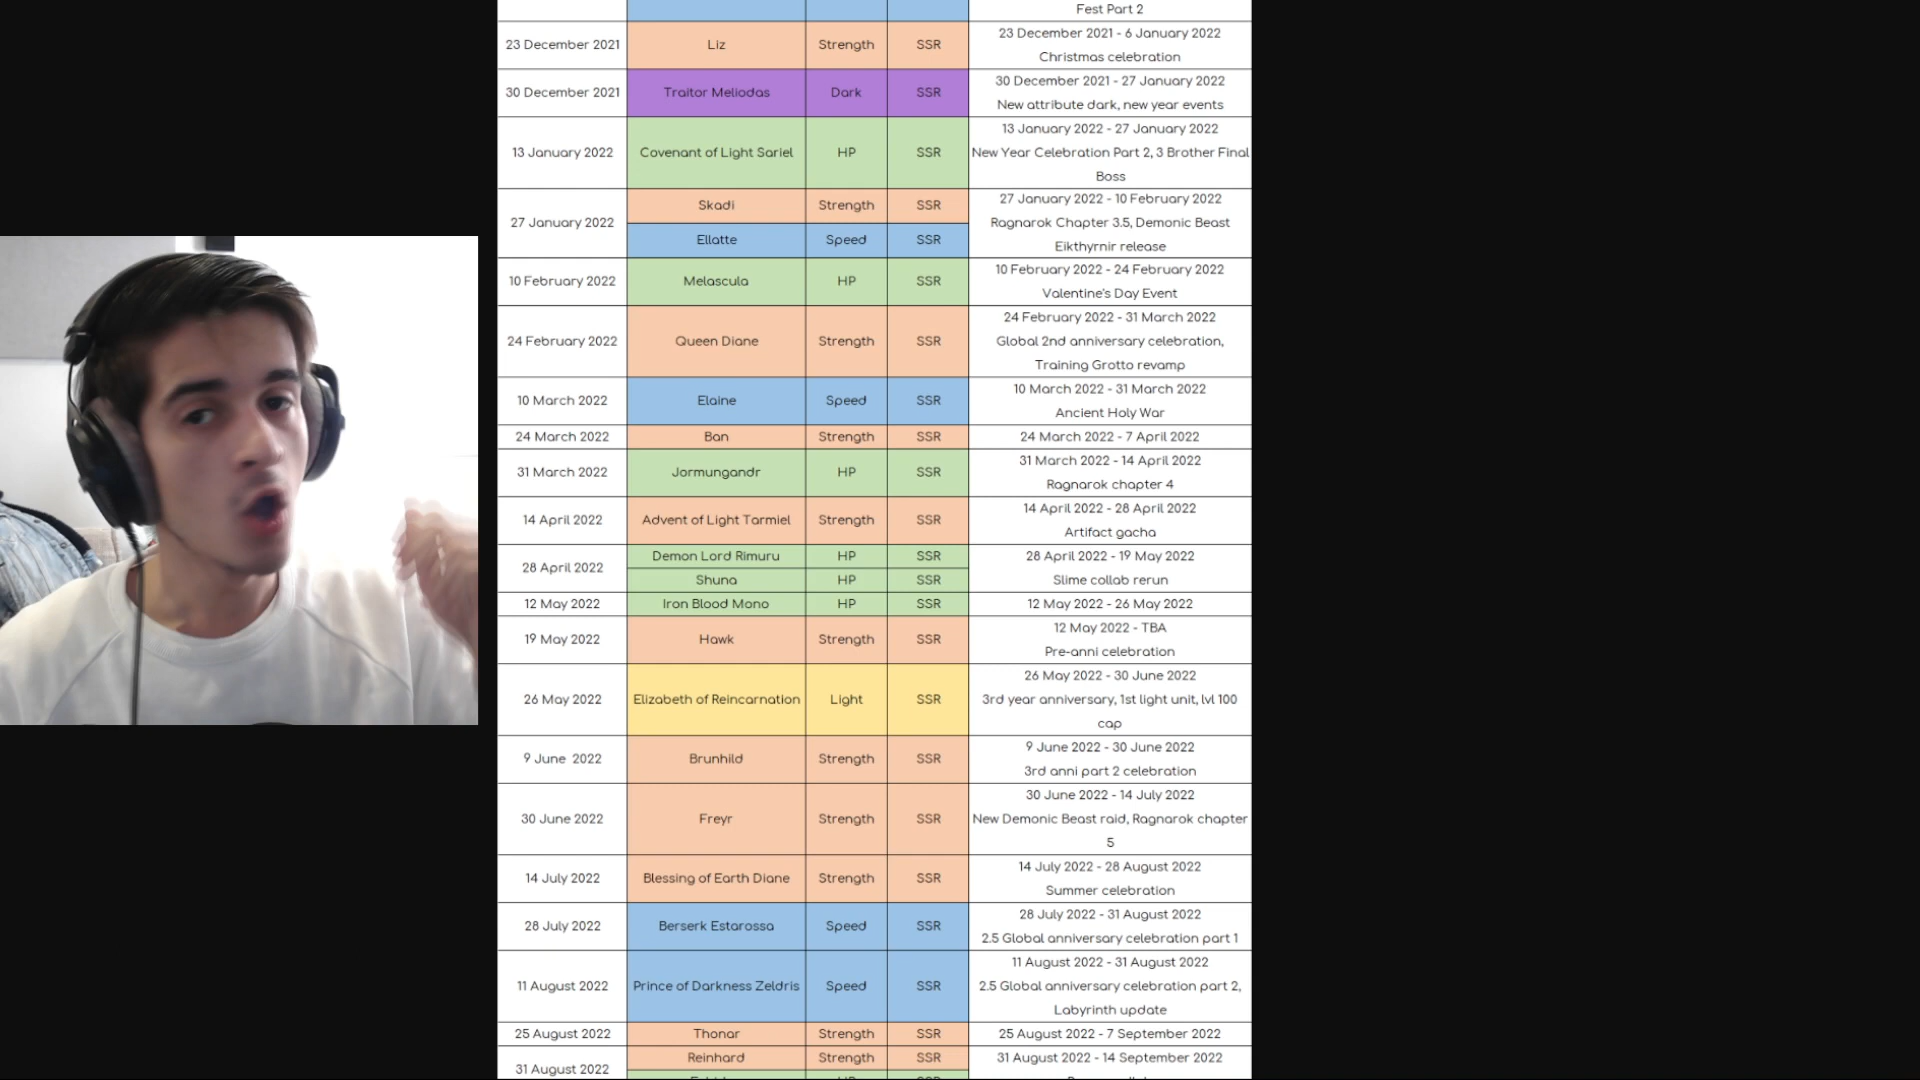 Fest Part 2
23 December 2021 Liz Strength SSR 23 December 2021 - 6 January 2022
Christmas celebration
30 December 2021 Traitor Meliodas Dark SSR 30 December 2021 - 27 January 2022
New attribute dark, new year events
13 January 2022 Covenant of Light Sariel HP SSR 13 January 2022 - 27 January 2022
New Year Celebration Part 2, 3 Brother Final
Boss
27 January 2022 Skadi Strength SSR 27 January 2022 - 10 February 2022
Ragnarok Chapter 3.5, Demonic Beast
Ellatte Speed SSR Eikthyrnir release
10 February 2022 Melascula HP SSR 10 February 2022 - 24 February 2022
Valentine's Day Event
24 February 2022 Queen Diane Strength SSR 24 February 2022 - 31 March 2022
Global 2nd anniversary celebration,
Training Grotto revamp
10 March 2022 Elaine Speed SSR 10 March 2022 - 31 March 2022
Ancient Holy War
24 March 2022 Ban Strength SSR 24 March 2022 - 7 April 2022
31 March 2022 Jormungandr HP SSR 31 March 2022 - 14 April 2022
Ragnarok chapter 4
14 April 2022 Advent of Light Tarmiel Strength SSR 14 April 2022 - 28 April 2022
Artifact gacha
28 April 2022 Demon Lord Rimuru HP SSR 28 April 2022 - 19 May 2022
Shuna HP SSR Slime collab rerun
12 May 2022 Iron Blood Mono HP SSR 12 May 2022 - 26 May 2022
19 May 2022 Hawk Strength SSR 12 May 2022 - TBA
Pre-anni celebration
26 May 2022 Elizabeth of Reincarnation Light SSR 26 May 2022 - 30 June 2022
3rd year anniversary, 1st light unit, lvl 100
cap
9 June 2022 Brunhild Strength SSR 9 June 2022 - 30 June 2022
3rd anni part 2 celebration
30 June 2022 Freyr Strength SSR 30 June 2022 - 14 July 2022
New Demonic Beast raid, Ragnarok chapter
5
14 July 2022 Blessing of Earth Diane Strength SSR 14 July 2022 - 28 August 2022
Summer celebration
28 July 2022 Berserk Estarossa Speed SSR 28 July 2022 - 31 August 2022
2.5 Global anniversary celebration part 1
11 August 2022 Prince of Darkness Zeldris Speed SSR 11 August 2022 - 31 August 2022
2.5 Global anniversary celebration part 2,
Labyrinth update
25 August 2022 Thonar Strength SSR 25 August 2022 - 7 September 2022
31 August 2022 Reinhard Strength SSR 31 August 2022 - 14 September 2022